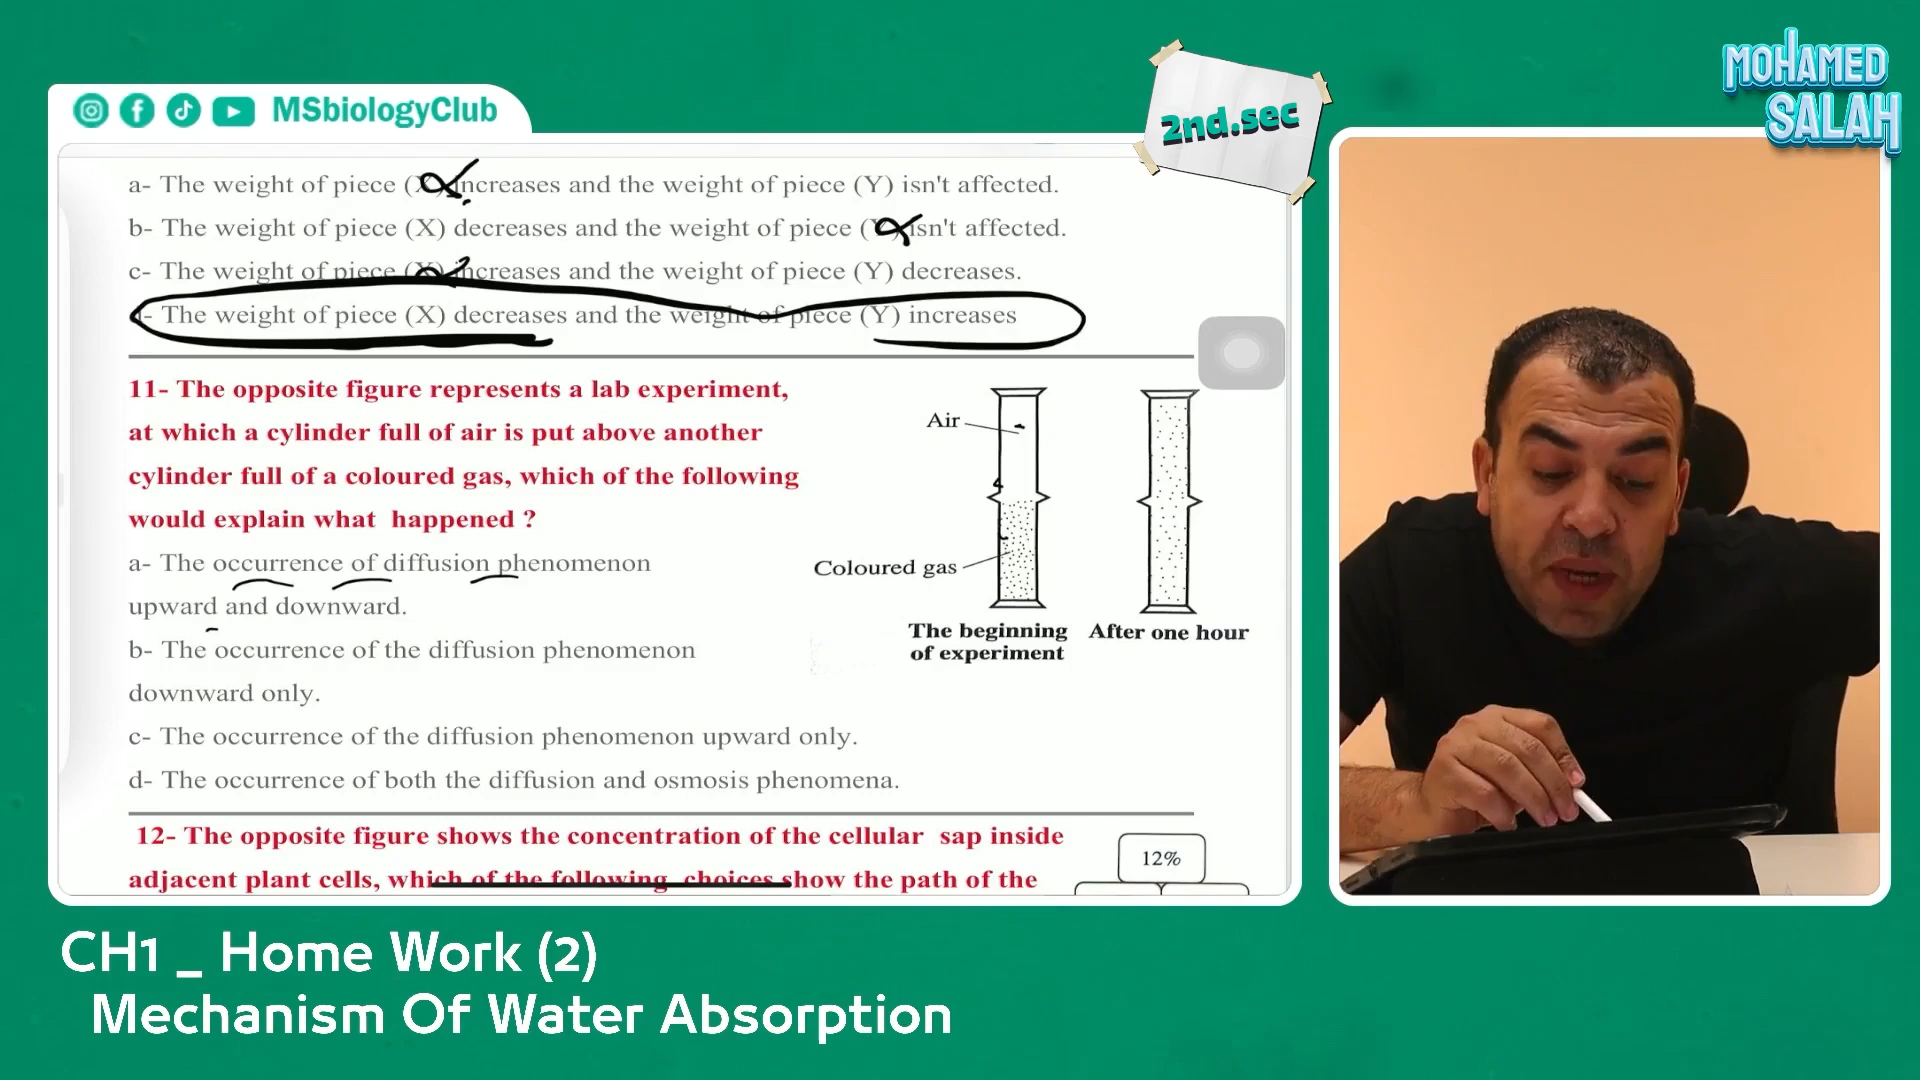 MOHAMED
SALAH
MSbiologyClub
2nd.sec
a- The weight of piece (X) increases and the weight of piece (Y) isn't affected.
b- The weight of piece (X) decreases and the weight of piece (Y) isn't affected.
c- The weight of piece (X) increases and the weight of piece (Y) decreases.
d- The weight of piece (X) decreases and the weight of piece (Y) increases
11- The opposite figure represents a lab experiment,
at which a cylinder full of air is put above another
cylinder full of a coloured gas, which of the following
would explain what happened ?
a- The occurrence of diffusion phenomenon
upward and downward.
b- The occurrence of the diffusion phenomenon
downward only.
c- The occurrence of the diffusion phenomenon upward only.
d- The occurrence of both the diffusion and osmosis phenomena.
Air
Coloured gas
The beginning
of experiment
After one hour
12- The opposite figure shows the concentration of the cellular sap inside
adjacent plant cells, which of the following choices show the path of the
12%
CH1 _ Home Work (2)
Mechanism Of Water Absorption